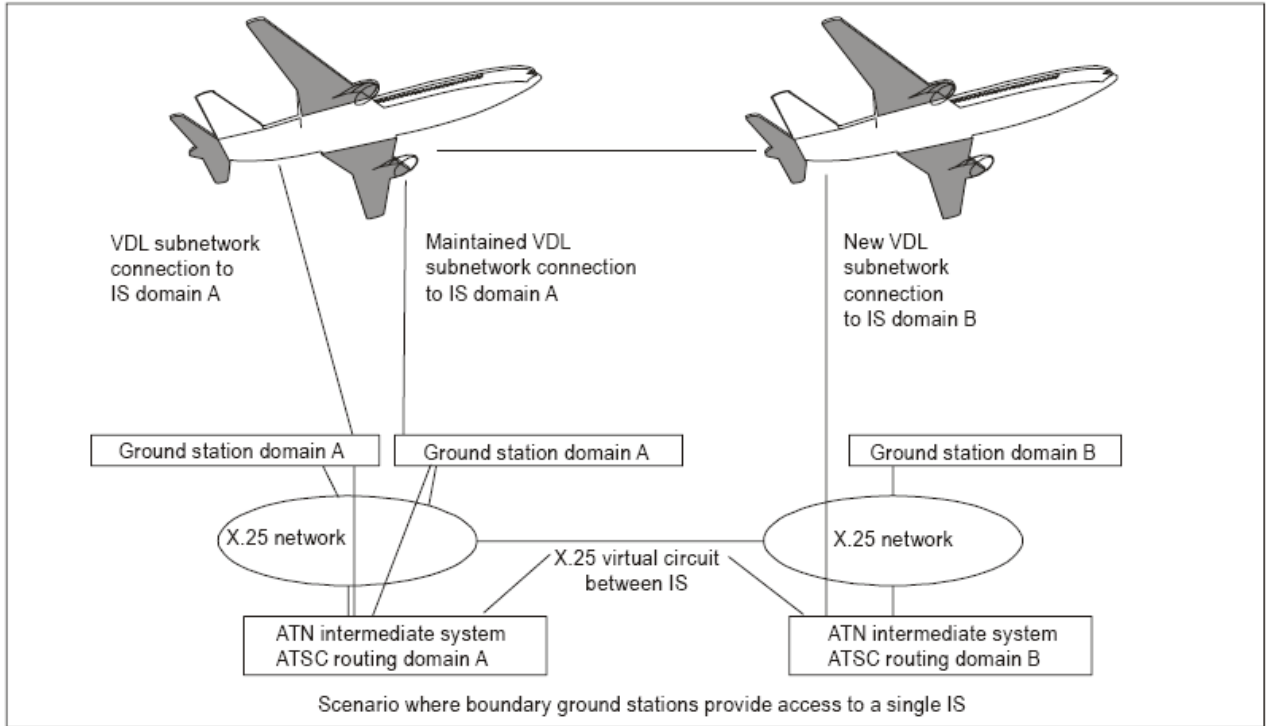 VDL subnetwork
connection to
IS domain A
Maintained VDL
subnetwork connection
to IS domain A
New VDL
subnetwork
connection
to IS domain B
Ground station domain A
Ground station domain A
Ground station domain B
X.25 network
X.25 virtual circuit
between IS
X.25 network
ATN intermediate system
ATSC routing domain A
ATN intermediate system
ATSC routing domain B
Scenario where boundary ground stations provide access to a single IS